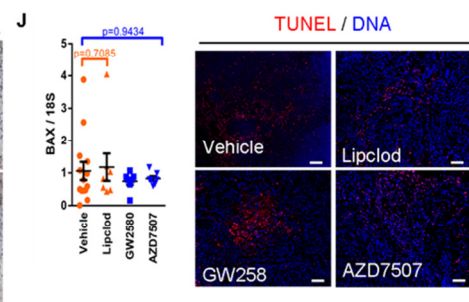 J
p=0.9434
p=0.7085
BAX / 18S
5
4
3
2
1
0
Vehicle
Lipclod
GW2580
AZD7507
TUNEL / DNA
Vehicle
Lipclod
GW258
AZD7507